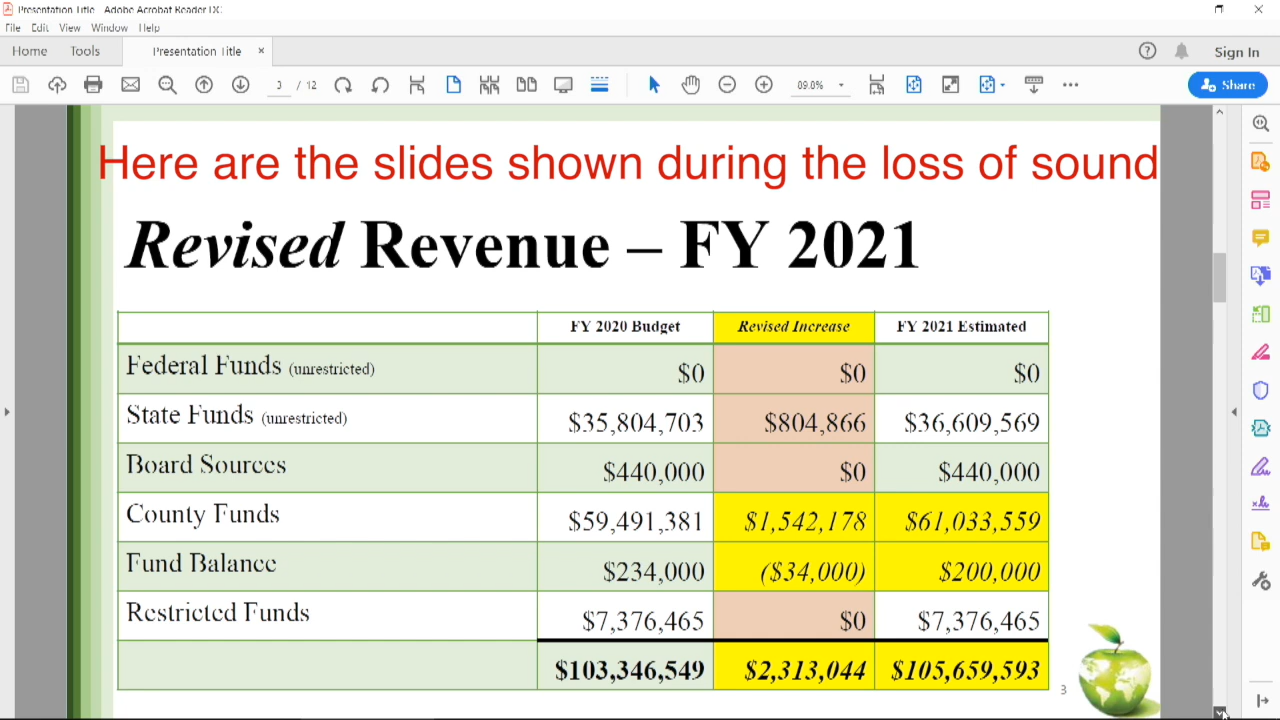 Presentation Title - Adobe Acrobat Reader DC
File Edit View Window Help
Home Tools Presentation Title × Sign In
3 / 12 89.8% Share
Here are the slides shown during the loss of sound
Revised Revenue – FY 2021
FY 2020 Budget Revised Increase FY 2021 Estimated
Federal Funds (unrestricted) $0 $0 $0
State Funds (unrestricted) $35,804,703 $804,866 $36,609,569
Board Sources $440,000 $0 $440,000
County Funds $59,491,381 $1,542,178 $61,033,559
Fund Balance $234,000 ($34,000) $200,000
Restricted Funds $7,376,465 $0 $7,376,465
$103,346,549 $2,313,044 $105,659,593
3